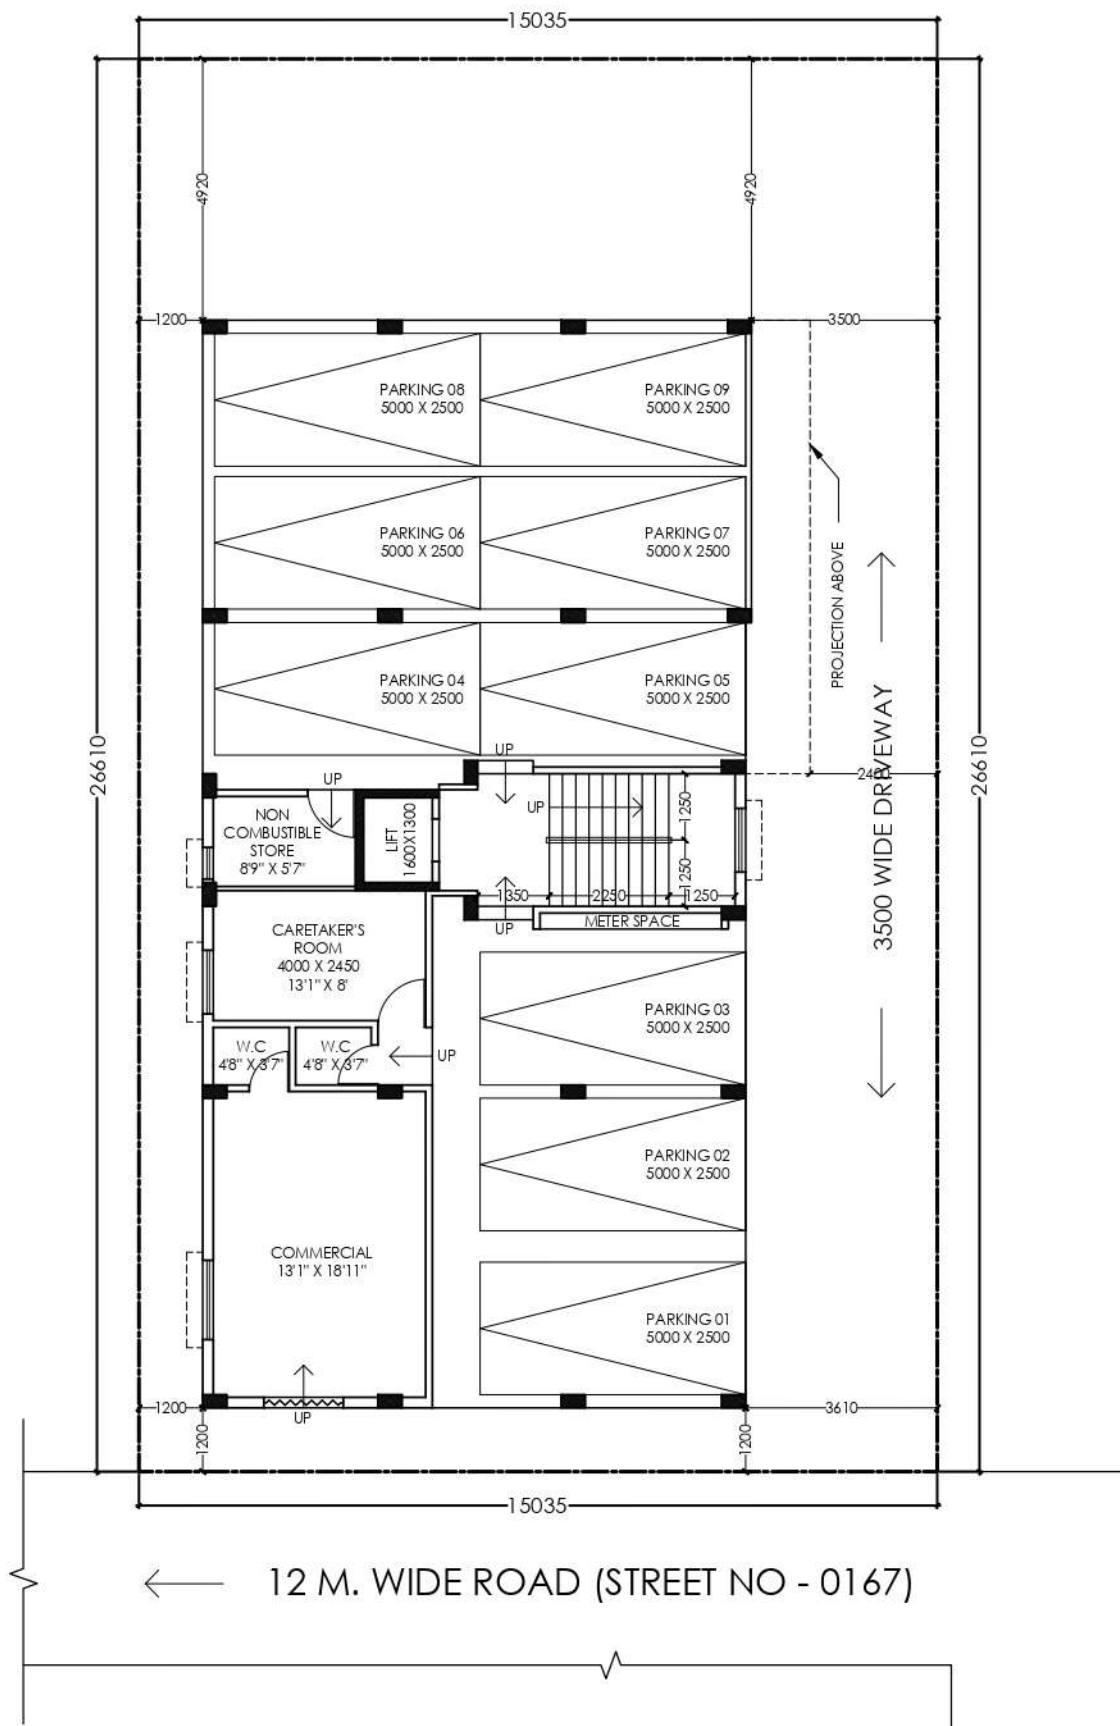 15035
4920
4920
1200
3500
PARKING 08
5000 X 2500
PARKING 09
5000 X 2500
PARKING 06
5000 X 2500
PARKING 07
5000 X 2500
PROJECTION ABOVE
PARKING 04
5000 X 2500
PARKING 05
5000 X 2500
26610
26610
3500 WIDE DRIVEWAY
UP
2400
UP
NON
COMBUSTIBLE
STORE
8'9" X 5'7"
LIFT
1600X1300
UP
1250
1250
1350
2250
1250
UP
METER SPACE
CARETAKER'S
ROOM
4000 X 2450
13'1" X 8'
PARKING 03
5000 X 2500
W.C
4'8" X 3'7"
W.C
4'8" X 3'7"
UP
PARKING 02
5000 X 2500
COMMERCIAL
13'1" X 18'11"
PARKING 01
5000 X 2500
UP
1200
3610
1200
1200
15035
12 M. WIDE ROAD (STREET NO - 0167)